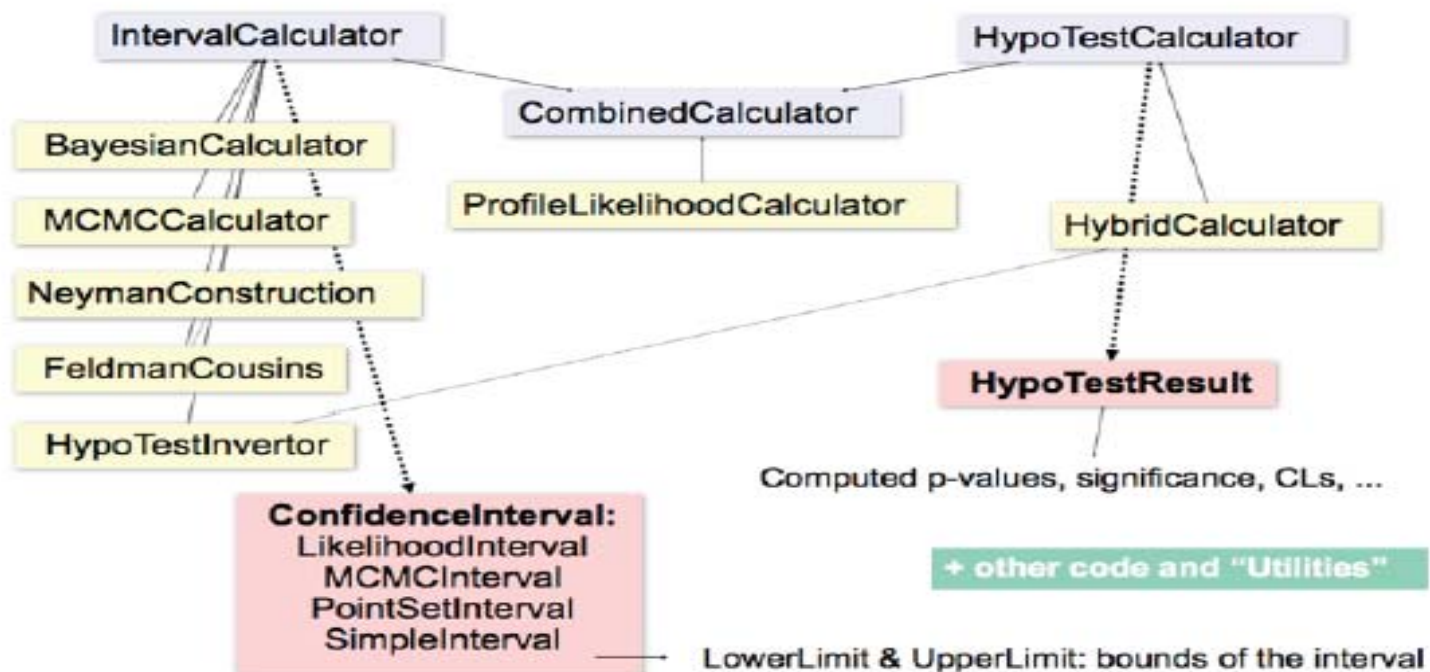 IntervalCalculator
HypoTestCalculator
CombinedCalculator
BayesianCalculator
ProfileLikelihoodCalculator
MCMCCalculator
HybridCalculator
NeymanConstruction
FeldmanCousins
HypoTestResult
HypoTestInvertor
Computed p-values, significance, CLs, ...
ConfidenceInterval:
LikelihoodInterval
MCMCInterval
PointSetInterval
SimpleInterval
+ other code and “Utilities”
LowerLimit & UpperLimit: bounds of the interval